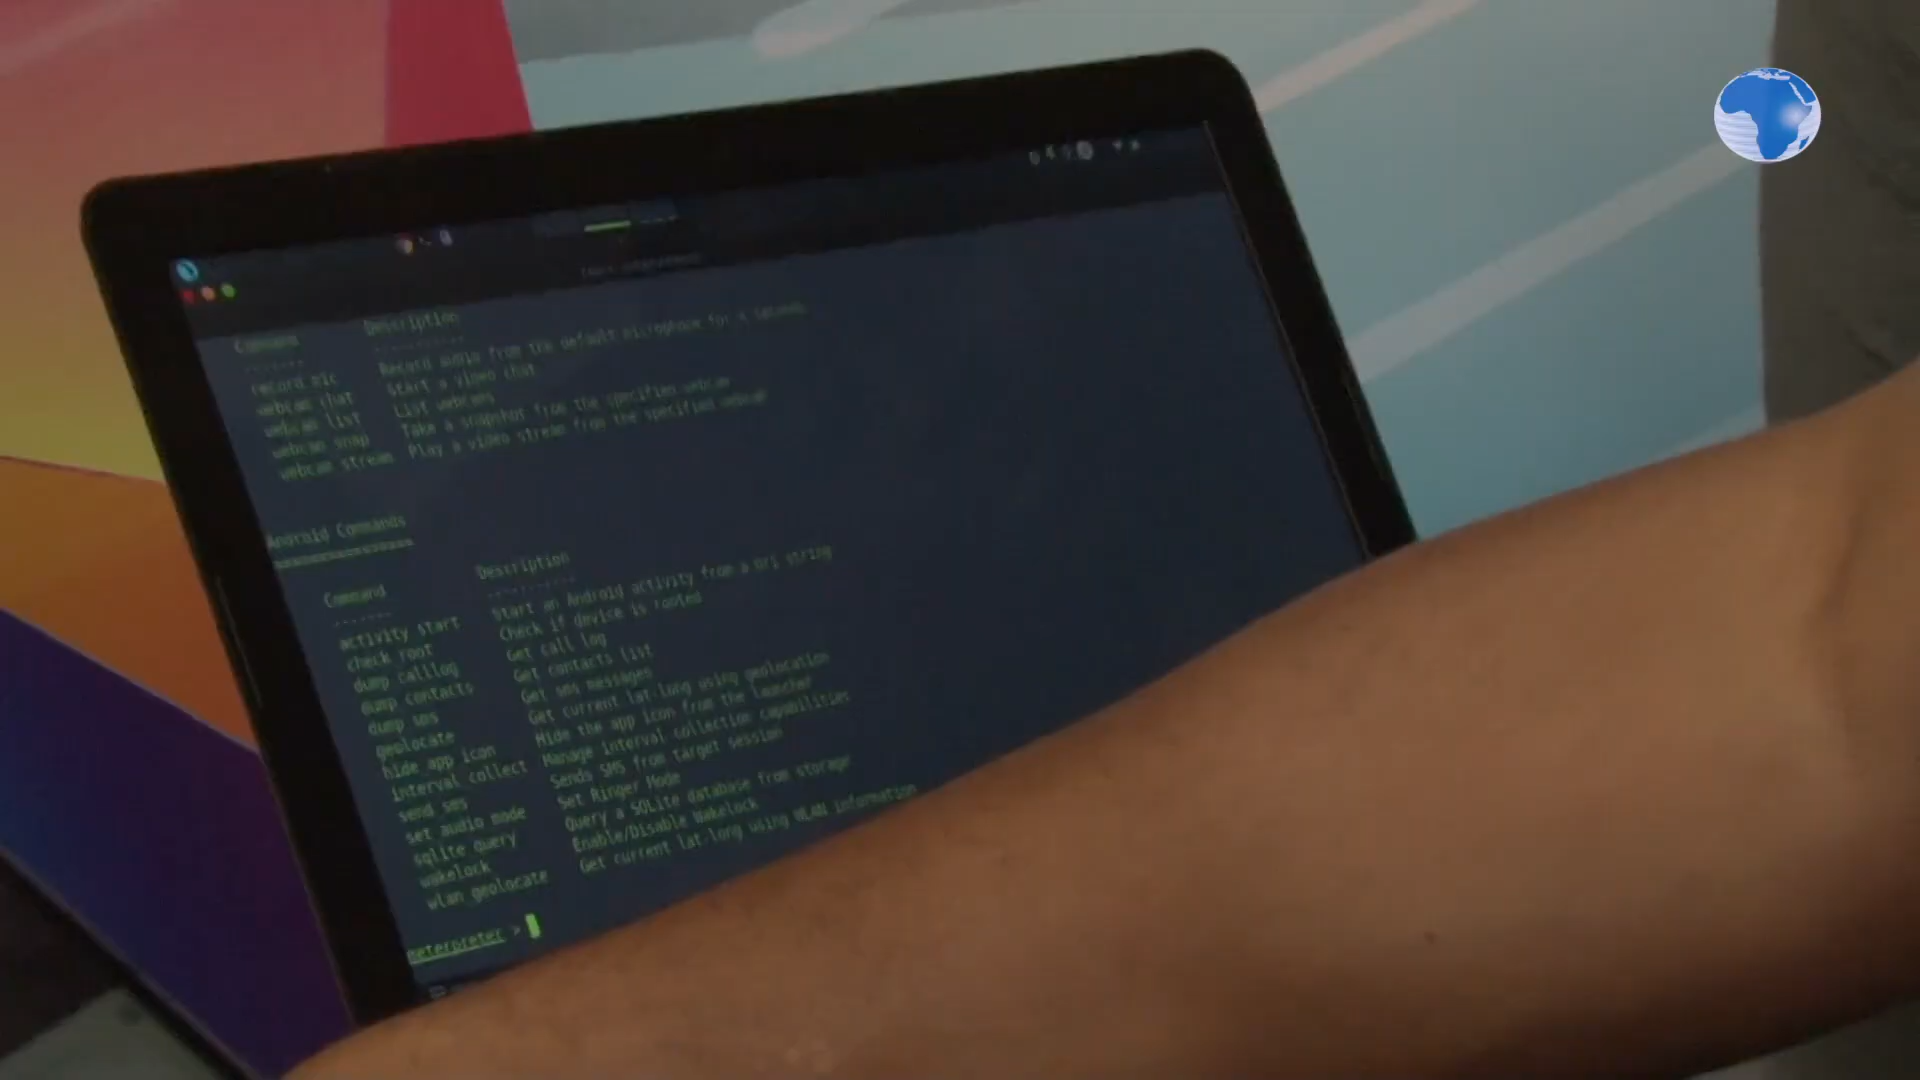 Command Description
record_mic Record audio from the default microphone for X seconds
webcam_chat Start a video chat
webcam_list List webcams
webcam_snap Take a snapshot from the specified webcam
webcam_stream Play a video stream from the specified webcam
Android Commands
================
Command Description
activity_start Start an Android activity from a Uri string
check_root Check if device is rooted
dump_calllog Get call log
dump_contacts Get contacts list
dump_sms Get sms messages
geolocate Get current lat-long using geolocation
hide_app_icon Hide the app icon from the launcher
interval_collect Manage interval collection capabilities
send_sms Sends SMS from target session
set_audio_mode Set Ringer Mode
sqlite_query Query a SQLite database from storage
wakelock Enable/Disable Wakelock
wlan_geolocate Get current lat-long using WLAN information
meterpreter >